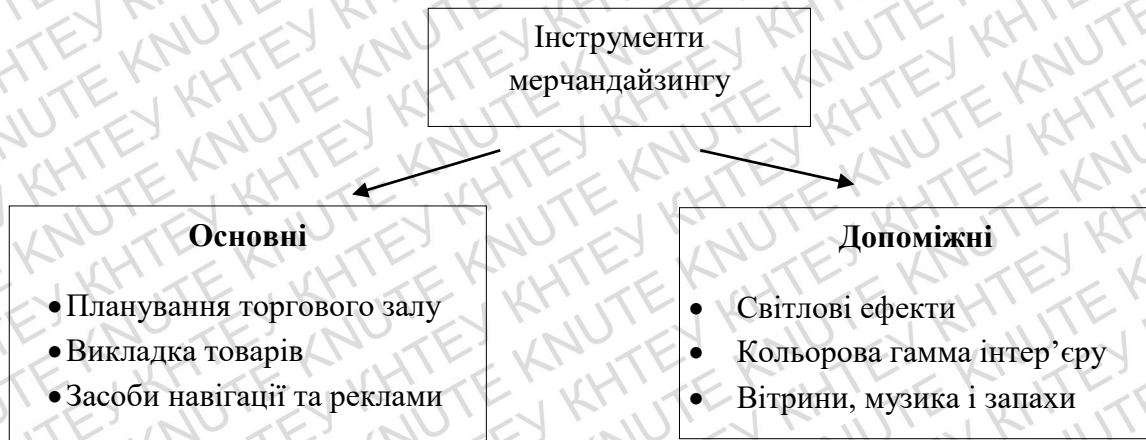 Інструменти
мерчандайзингу
Основні
• Планування торгового залу
• Викладка товарів
• Засоби навігації та реклами
Допоміжні
• Світлові ефекти
• Кольорова гамма інтер’єру
• Вітрини, музика і запахи